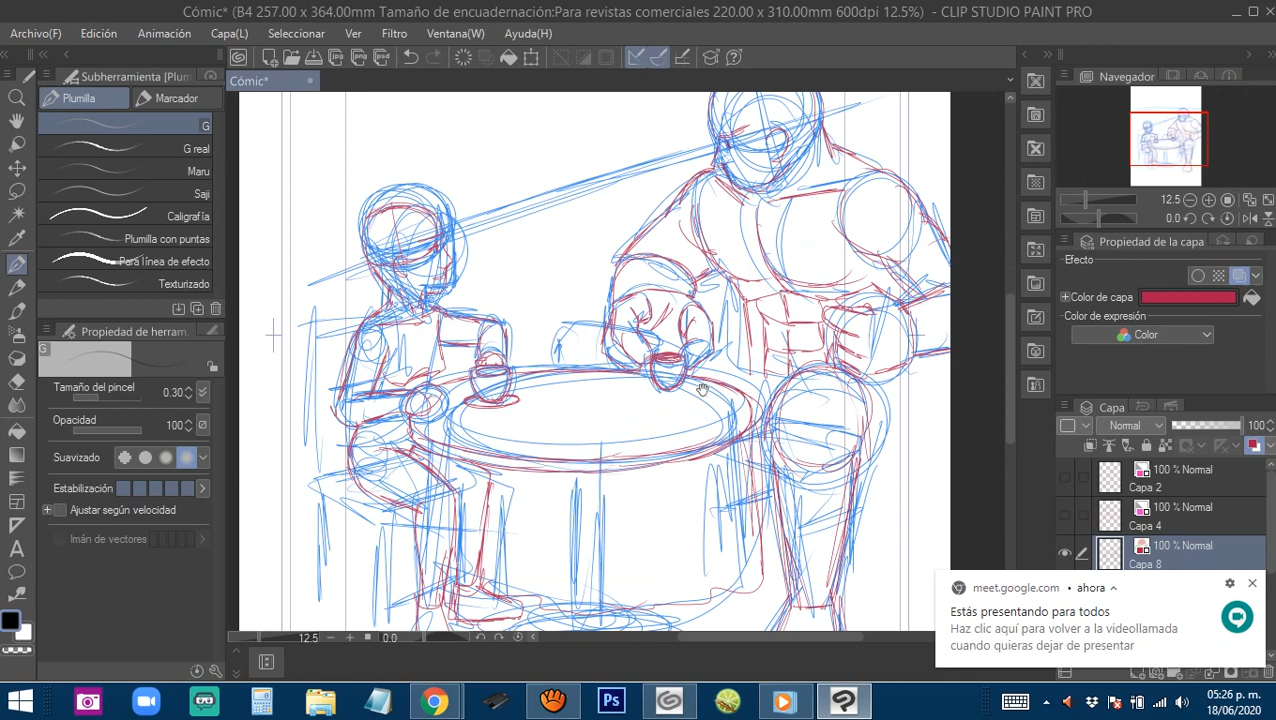 Cómic* (B4 257.00 x 364.00mm Tamaño de encuadernación:Para revistas comerciales 220.00 x 310.00mm 600dpi 12.5%) - CLIP STUDIO PAINT PRO
Archivo(F) Edición Animación Capa(L) Seleccionar Ver Filtro Ventana(W) Ayuda(H)
Subherramienta [Plum
Cómic*
Navegador
Plumilla Marcador
G
G real
Maru
Saji
Caligrafía
Plumilla con puntas
Para línea de efecto
Texturizado
12.5
0.0
Propiedad de la capa
Efecto
Color de capa
Color de expresión
Color
Propiedad de herram
G
Tamaño del pincel 0.30
Opacidad 100
Suavizado
Estabilización
Ajustar según velocidad
Imán de vectores
Capa
Normal 100
100 % Normal
Capa 2
100 % Normal
Capa 4
100 % Normal
Capa 8
meet.google.com • ahora
Estás presentando para todos
Haz clic aquí para volver a la videollamada
cuando quieras dejar de presentar
12.5 0.0
Ps
05:26 p. m.
18/06/2020